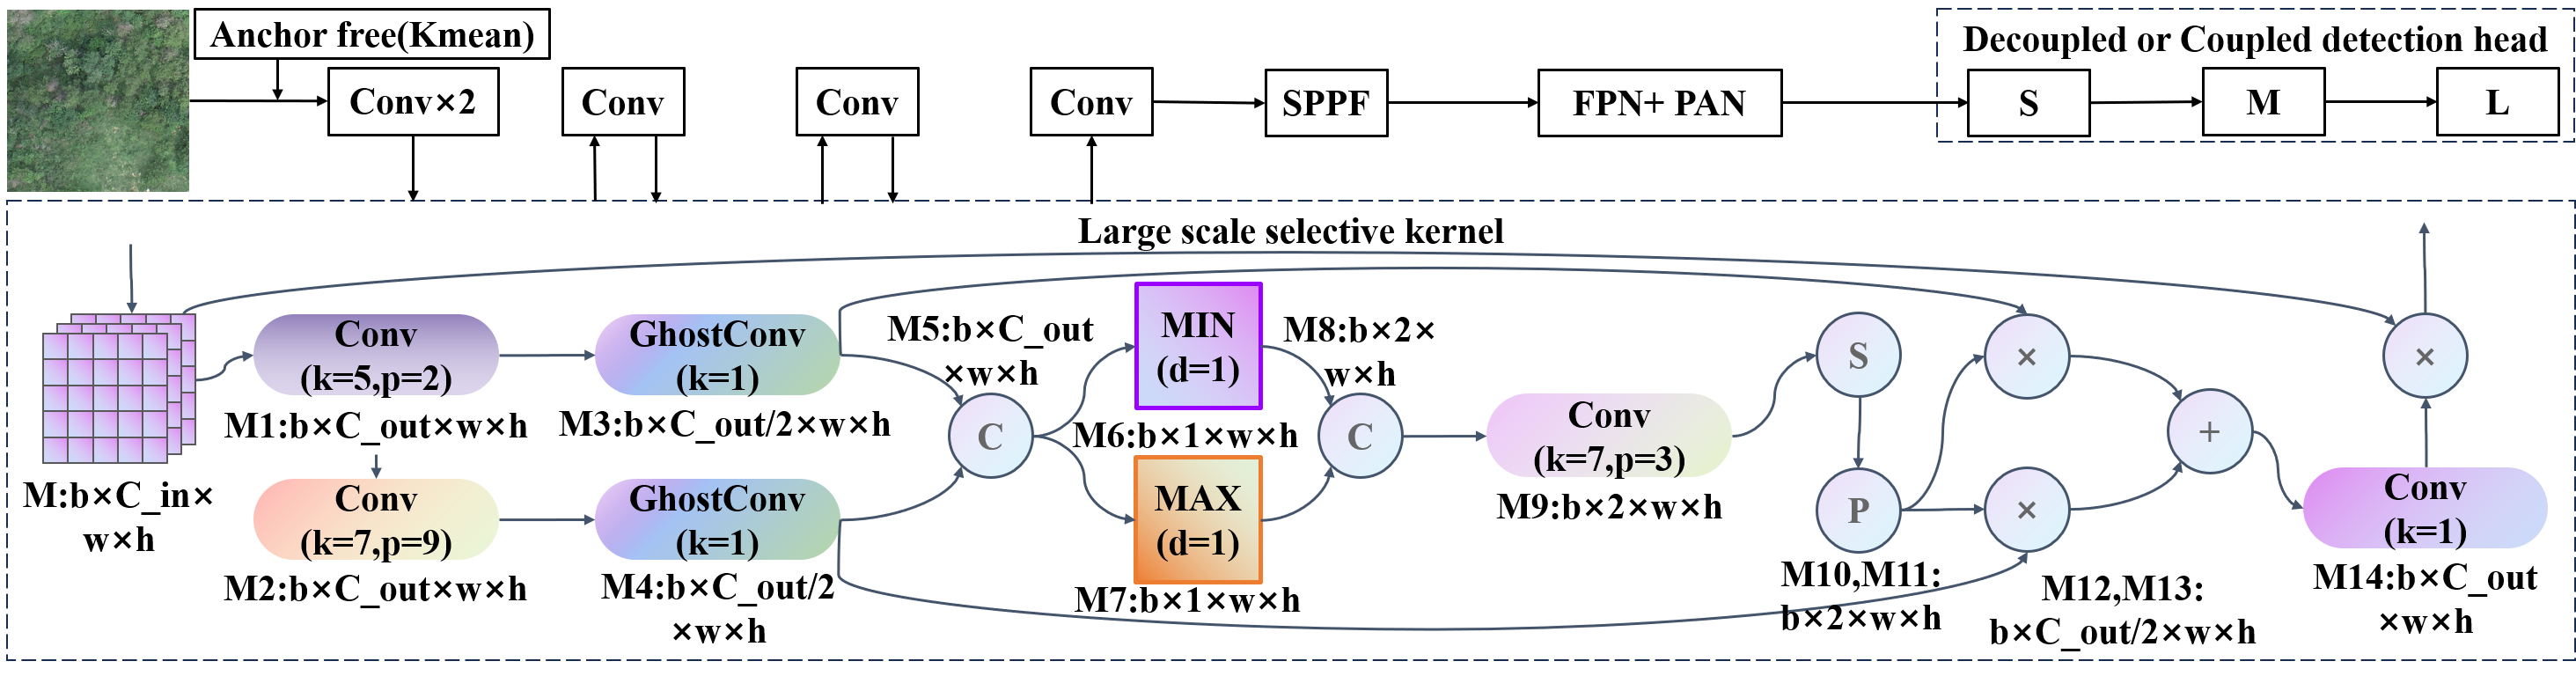 Anchor free(Kmean)
Conv×2
Conv
Conv
Conv
SPPF
FPN+ PAN
Decoupled or Coupled detection head
S
M
L
Large scale selective kernel
M:b×C_in×
w×h
Conv
(k=5,p=2)
M1:b×C_out×w×h
Conv
(k=7,p=9)
M2:b×C_out×w×h
GhostConv
(k=1)
M3:b×C_out/2×w×h
GhostConv
(k=1)
M4:b×C_out/2
×w×h
M5:b×C_out
×w×h
C
MIN
(d=1)
M6:b×1×w×h
MAX
(d=1)
M7:b×1×w×h
M8:b×2×
w×h
C
Conv
(k=7,p=3)
M9:b×2×w×h
S
P
M10,M11:
b×2×w×h
×
×
M12,M13:
b×C_out/2×w×h
+
Conv
(k=1)
M14:b×C_out
×w×h
×